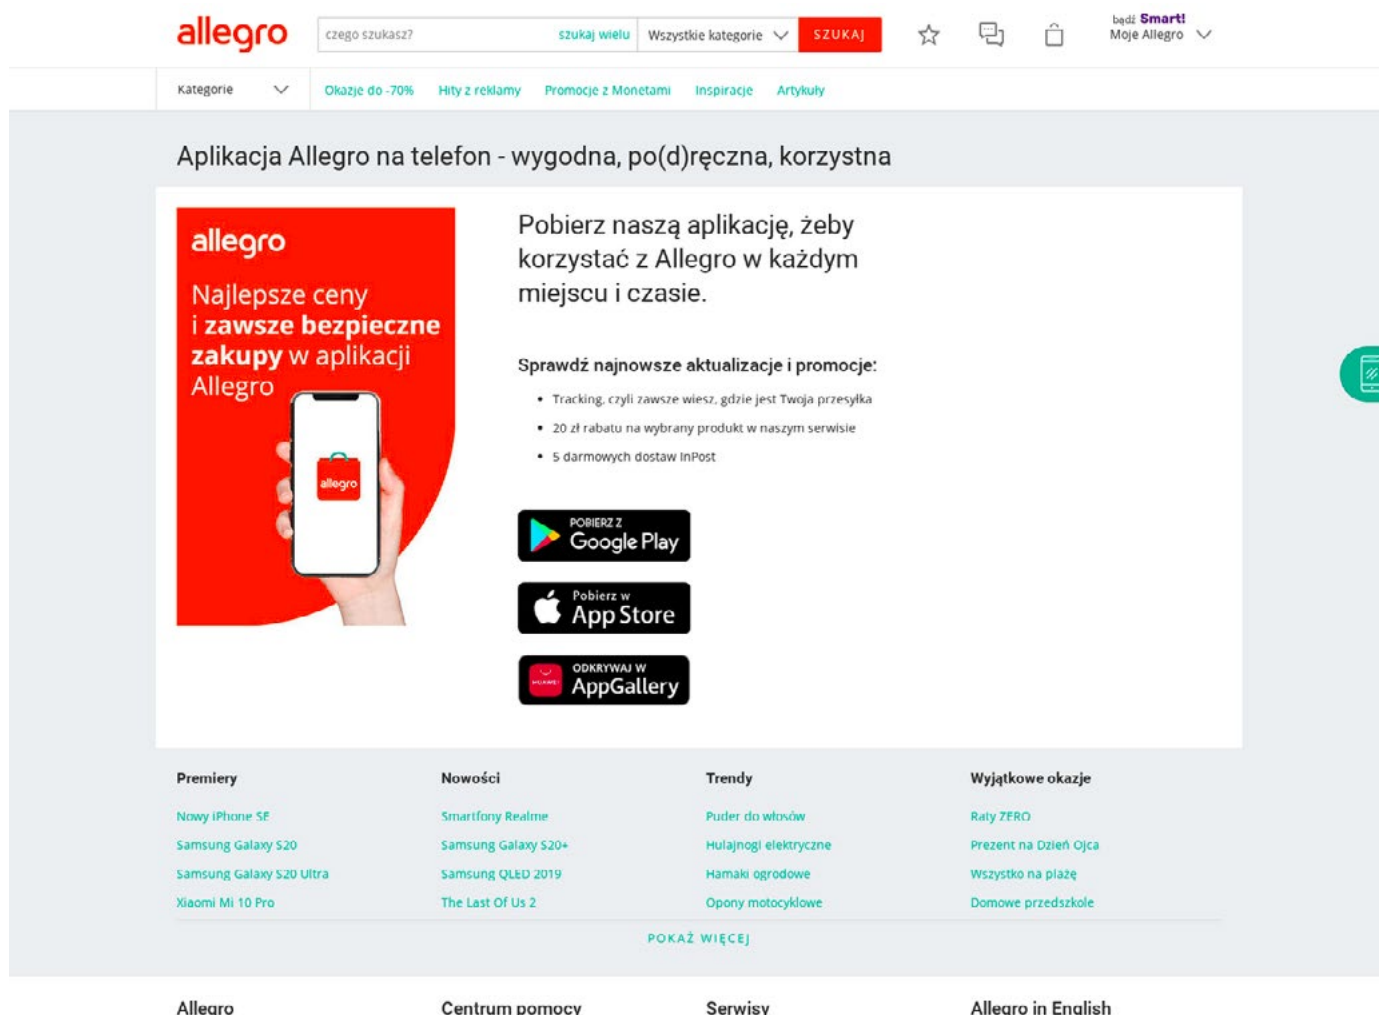 allegro
czego szukasz?
szukaj wielu
Wszystkie kategorie
SZUKAJ
bądź Smart!
Moje Allegro
Kategorie
Okazje do -70%
Hity z reklamy
Promocje z Monetami
Inspiracje
Artykuły
Aplikacja Allegro na telefon - wygodna, po(d)ręczna, korzystna
allegro
Najlepsze ceny
i zawsze bezpieczne
zakupy w aplikacji
Allegro
allegro
Pobierz naszą aplikację, żeby
korzystać z Allegro w każdym
miejscu i czasie.
Sprawdź najnowsze aktualizacje i promocje:
• Tracking, czyli zawsze wiesz, gdzie jest Twoja przesyłka
• 20 zł rabatu na wybrany produkt w naszym serwisie
• 5 darmowych dostaw InPost
POBIERZ Z
Google Play
Pobierz w
App Store
HUAWEI
ODKRYWAJ W
AppGallery
Premiery
Nowy iPhone SE
Samsung Galaxy S20
Samsung Galaxy S20 Ultra
Xiaomi Mi 10 Pro
Nowości
Smartfony Realme
Samsung Galaxy S20+
Samsung QLED 2019
The Last Of Us 2
Trendy
Puder do włosów
Hulajnogi elektryczne
Hamaki ogrodowe
Opony motocyklowe
Wyjątkowe okazje
Raty ZERO
Prezent na Dzień Ojca
Wszystko na plażę
Domowe przedszkole
POKAŻ WIĘCEJ
Allegro
Centrum pomocy
Serwisy
Allegro in English